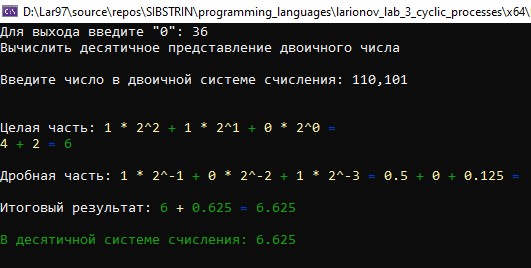 D:\Lar97\source\repos\SIBSTRIN\programming_languages\larionov_lab_3_cyclic_processes\x64\
Для выхода введите "0": 36
Вычислить десятичное представление двоичного числа
Введите число в двоичной системе счисления: 110,101
Целая часть: 1 * 2^2 + 1 * 2^1 + 0 * 2^0 =
4 + 2 = 6
Дробная часть: 1 * 2^-1 + 0 * 2^-2 + 1 * 2^-3 = 0.5 + 0 + 0.125 =
Итоговый результат: 6 + 0.625 = 6.625
В десятичной системе счисления: 6.625